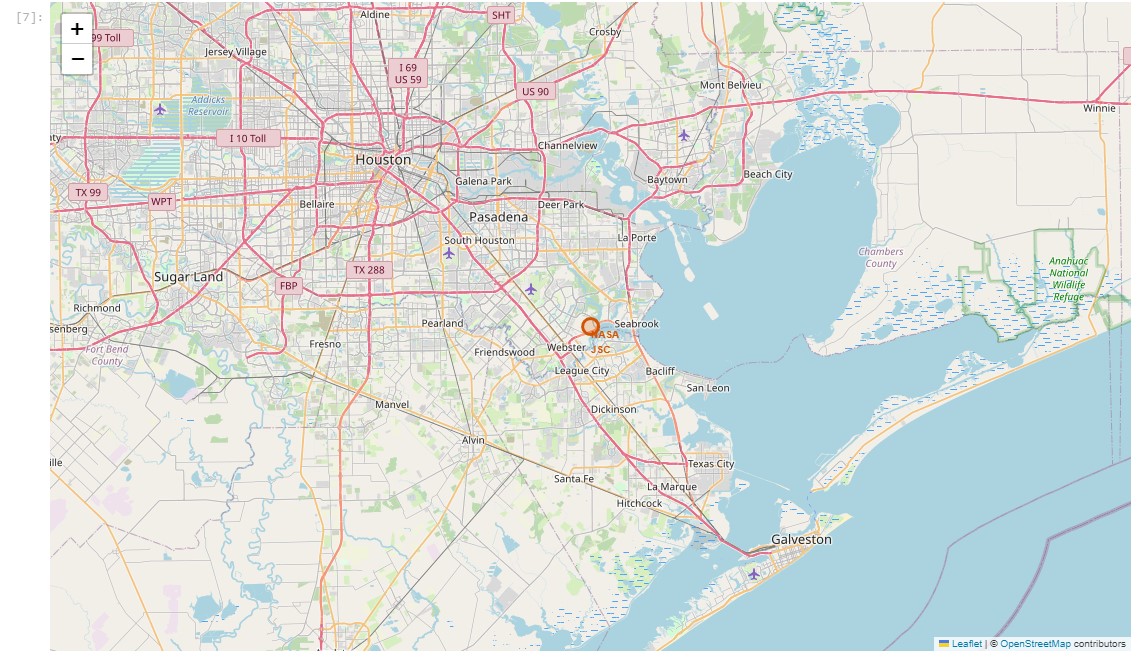 [7]:
Aldine
SHT
+
99 Toll
Crosby
Jersey Village
−
I 69
US 59
Mont Belvieu
US 90
Addicks
Reservoir
Winnie
I 10 Toll
Channelview
Houston
Beach City
Baytown
Galena Park
TX 99
WPT
Bellaire
Deer Park
Pasadena
La Porte
South Houston
Chambers
County
Anahuac
National
Wildlife
Refuge
TX 288
Sugar Land
FBP
Richmond
senberg
Pearland
Seabrook
NASA
JSC
Fresno
Webster
Fort Bend
County
Friendswood
League City
Bacliff
San Leon
Manvel
Dickinson
Alvin
ville
Texas City
Santa Fe
La Marque
Hitchcock
Galveston
Leaflet | © OpenStreetMap contributors